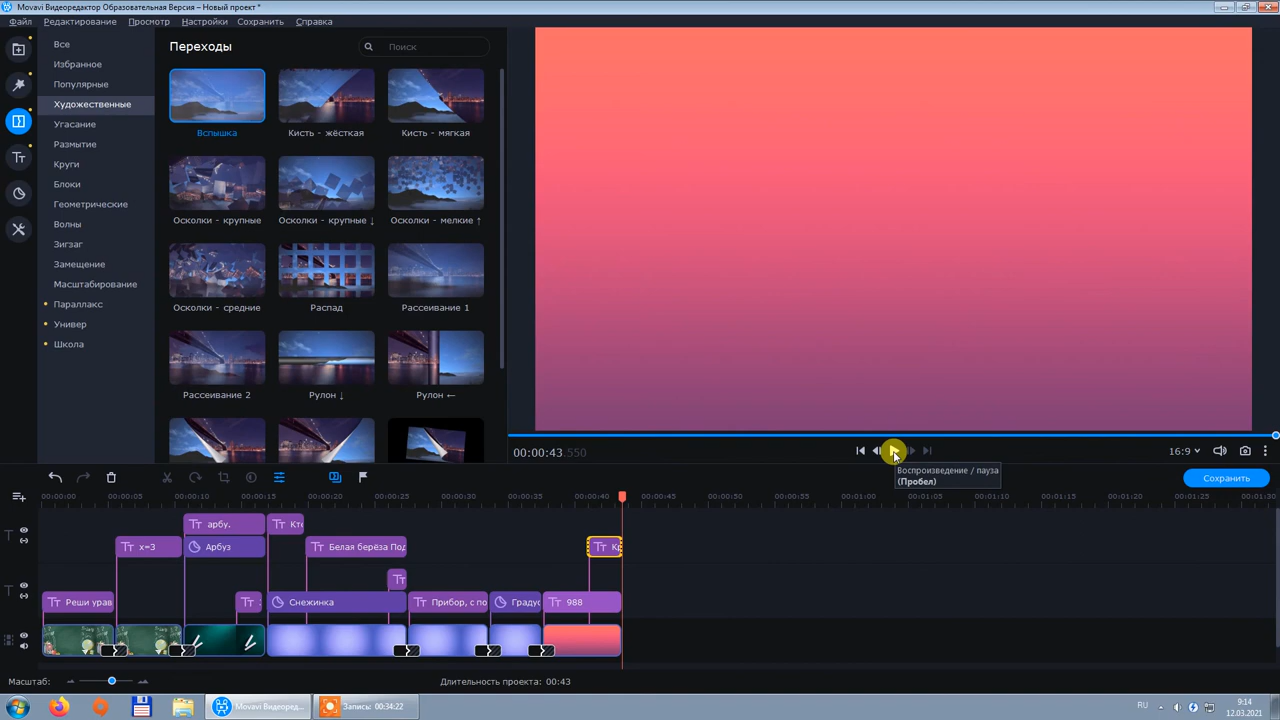 Movavi Видеоредактор Образовательная Версия – Новый проект *
Файл Редактирование Просмотр Настройки Сохранить Справка
Все
Избранное
Популярные
Художественные
Угасание
Размытие
Круги
Блоки
Геометрические
Волны
Зигзаг
Замещение
Масштабирование
Параллакс
Универ
Школа
Переходы
Поиск
Вспышка Кисть - жёсткая Кисть - мягкая
Осколки - крупные Осколки - крупные ↓ Осколки - мелкие ↑
Осколки - средние Распад Рассеивание 1
Рассеивание 2 Рулон ↓ Рулон ←
00:00:43.550
16:9
Воспроизведение / пауза
(Пробел)
Сохранить
00:00:00 00:00:05 00:00:10 00:00:15 00:00:20 00:00:25 00:00:30 00:00:35 00:00:40 00:00:45 00:00:50 00:00:55 00:01:00 00:01:05 00:01:10 00:01:15 00:01:20 00:01:25 00:01:30
арбу.
x=3 Арбуз Белая берёза Под
Реши урав Снежинка Прибор, с по Граду 988
Масштаб:
Длительность проекта: 00:43
Movavi Видеоред...
Запись: 00:34:22
RU
9:14
12.03.2021